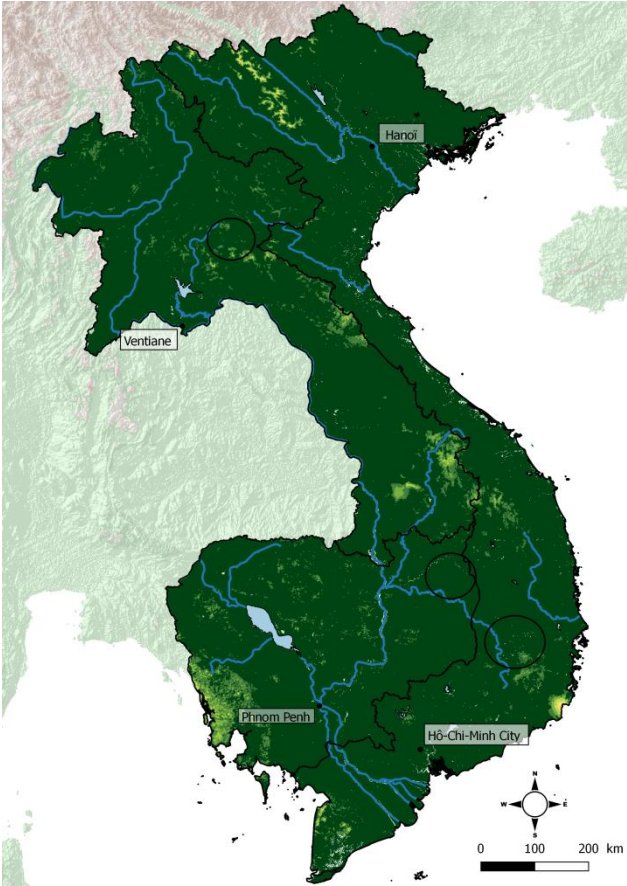 Hanoï
Ventiane
Phnom Penh
Hô-Chi-Minh City
N
W E
S
0 100 200 km